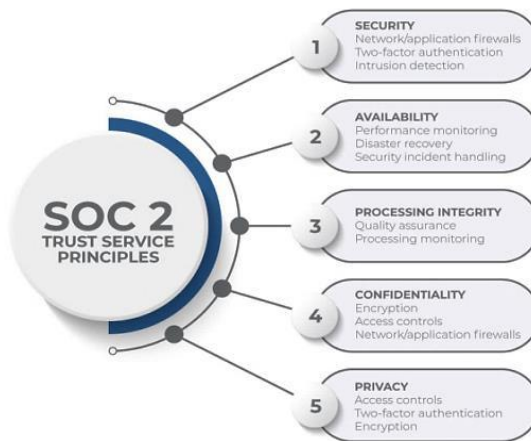 SOC 2
TRUST SERVICE
PRINCIPLES
1
SECURITY
Network/application firewalls
Two-factor authentication
Intrusion detection
2
AVAILABILITY
Performance monitoring
Disaster recovery
Security incident handling
3
PROCESSING INTEGRITY
Quality assurance
Processing monitoring
4
CONFIDENTIALITY
Encryption
Access controls
Network/application firewalls
5
PRIVACY
Access controls
Two-factor authentication
Encryption